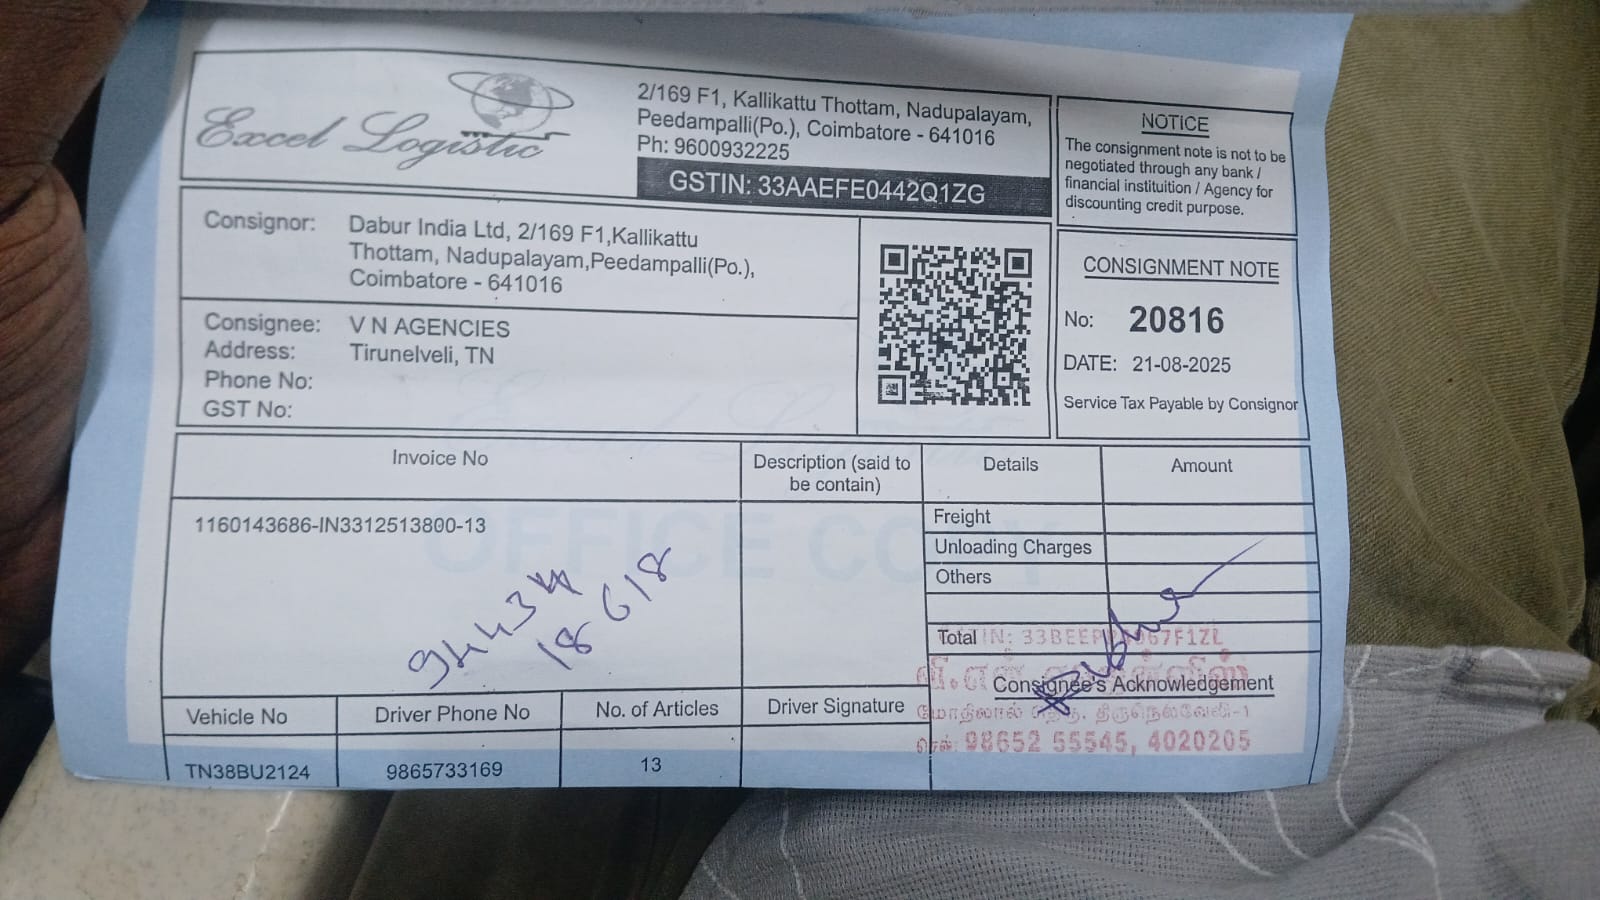 Excel Logistic
2/169 F1, Kallikattu Thottam, Nadupalayam,
Peedampalli(Po.), Coimbatore - 641016
Ph: 9600932225
GSTIN: 33AAEFE0442Q1ZG
NOTICE
The consignment note is not to be
negotiated through any bank /
financial instituition / Agency for
discounting credit purpose.
Consignor: Dabur India Ltd, 2/169 F1,Kallikattu
Thottam, Nadupalayam,Peedampalli(Po.),
Coimbatore - 641016
Consignee: V N AGENCIES
Address: Tirunelveli, TN
Phone No:
GST No:
CONSIGNMENT NOTE
No: 20816
DATE: 21-08-2025
Service Tax Payable by Consignor
Invoice No
Description (said to
be contain)
Details
Amount
1160143686-IN3312513800-13
OFFICE COPY
18618
Freight
Unloading Charges
Others
Total
Consignee's Acknowledgement
மோதிலால் தெரு, திருநெல்வேலி-1
செல்: 98652 55545, 4020205
Vehicle No
Driver Phone No
No. of Articles
Driver Signature
TN38BU2124
9865733169
13